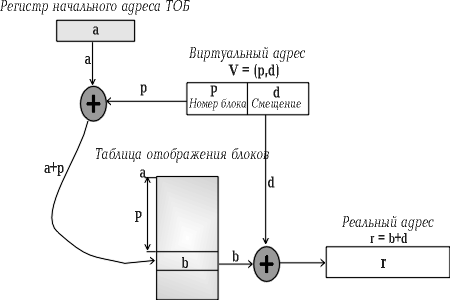 Регистр начального адреса ТОБ
a
a
Виртуальный адрес
V = (p,d)
p
P d
Номер блока Смещение
a+p
Таблица отображения блоков
a
d
p
Реальный адрес
r = b+d
b
b
r